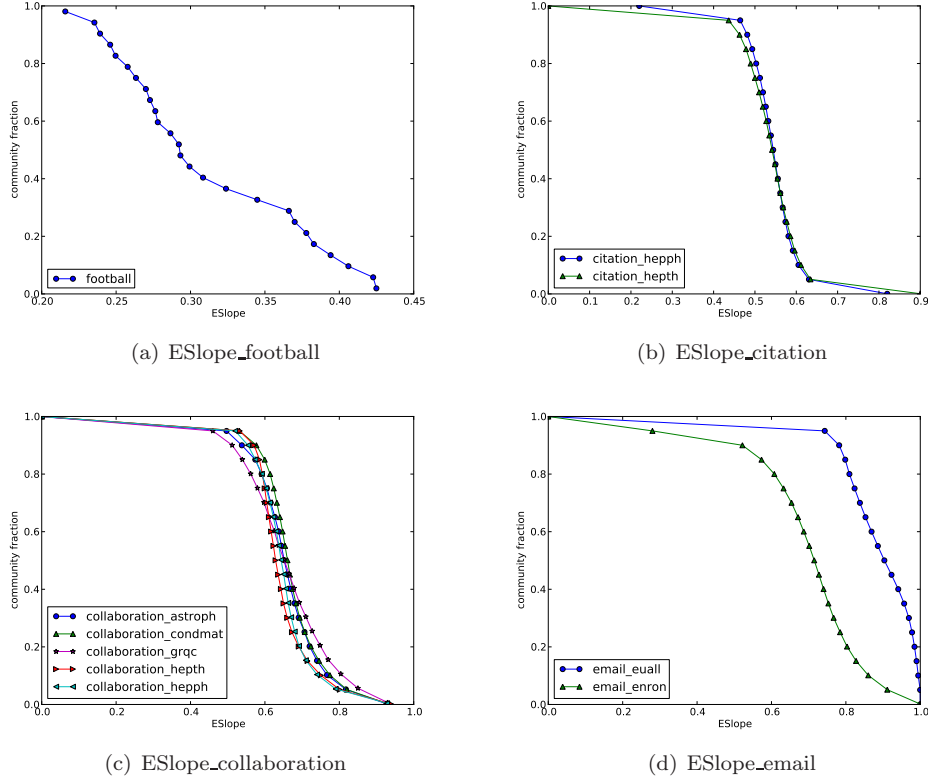 1.0
0.8
0.6
0.4
0.2
0.0
community fraction
0.20 0.25 0.30 0.35 0.40 0.45
ESlope
football
(a) ESlope_football
1.0
0.8
0.6
0.4
0.2
0.0
community fraction
0.0 0.1 0.2 0.3 0.4 0.5 0.6 0.7 0.8 0.9
ESlope
citation_hepph
citation_hepth
(b) ESlope_citation
1.0
0.8
0.6
0.4
0.2
0.0
community fraction
0.0 0.2 0.4 0.6 0.8 1.0
ESlope
collaboration_astroph
collaboration_condmat
collaboration_grqc
collaboration_hepth
collaboration_hepph
(c) ESlope_collaboration
1.0
0.8
0.6
0.4
0.2
0.0
community fraction
0.0 0.2 0.4 0.6 0.8 1.0
ESlope
email_euall
email_enron
(d) ESlope_email